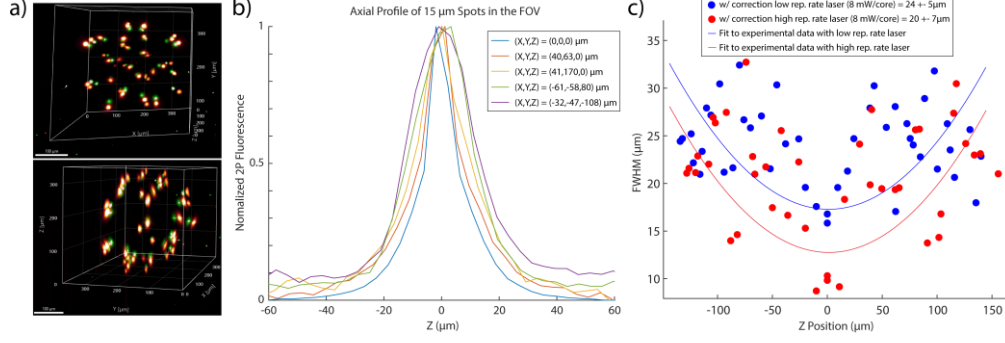 a)
X [µm]
100 µm
Z [µm]
Y [µm]
100 µm
b)
Axial Profile of 15 µm Spots in the FOV
(X,Y,Z) = (0,0,0) µm
(X,Y,Z) = (40,63,0) µm
(X,Y,Z) = (41,170,0) µm
(X,Y,Z) = (-61,-58,80) µm
(X,Y,Z) = (-32,-47,-108) µm
Normalized 2P Fluorescence
1
0.5
0
-60 -40 -20 0 20 40 60
Z (µm)
c)
w/ correction low rep. rate laser (8 mW/core) = 24 +- 5µm
w/ correction high rep. rate laser (8 mW/core) = 20 +- 7µm
Fit to experimental data with low rep. rate laser
Fit to experimental data with high rep. rate laser
FWHM (µm)
35
30
25
20
15
10
-100 -50 0 50 100 150
Z Position (µm)